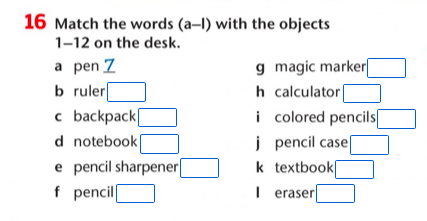 16 Match the words (a–l) with the objects
1–12 on the desk.
a pen 7
b ruler
c backpack
d notebook
e pencil sharpener
f pencil
g magic marker
h calculator
i colored pencils
j pencil case
k textbook
l eraser